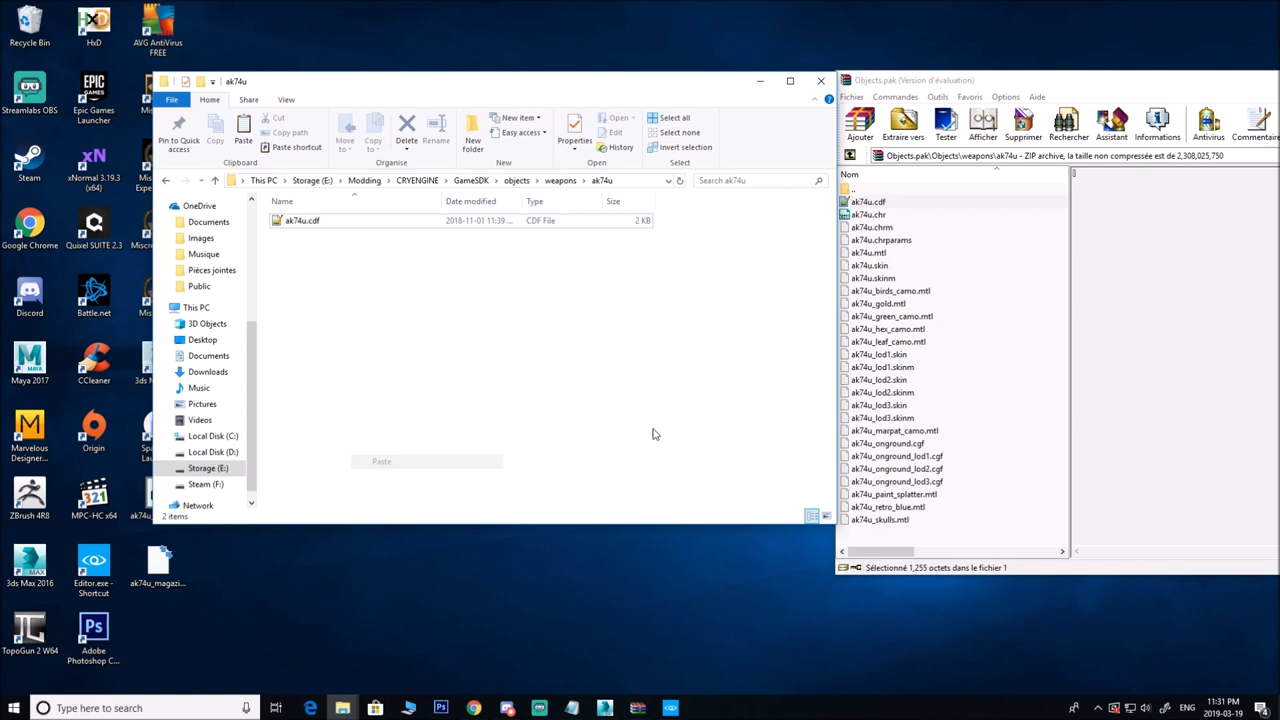 Recycle Bin
HxD
AVG AntiVirus FREE
Streamlabs OBS
Epic Games Launcher
Steam
xNormal 3.19.3 (x64)
Google Chrome
Quixel SUITE 2.3
Discord
Battle.net
Maya 2017
CCleaner
Marvelous Designer...
Origin
ZBrush 4R8
MPC-HC x64
3ds Max 2016
Editor.exe - Shortcut
ak74u_magazi...
TopoGun 2 W64
Adobe Photoshop C...
ak74u
File
Home
Share
View
Pin to Quick access
Copy
Paste
Cut
Copy path
Paste shortcut
Clipboard
Move to
Copy to
Delete
Rename
Organise
New folder
New item
Easy access
New
Properties
Open
Edit
History
Open
Select all
Select none
Invert selection
Select
This PC > Storage (E:) > Modding > CRYENGINE > GameSDK > objects > weapons > ak74u
Search ak74u
Name
Date modified
Type
Size
ak74u.cdf
2018-11-01 11:39 ...
CDF File
2 KB
OneDrive
Documents
Images
Musique
Pièces jointes
Public
This PC
3D Objects
Desktop
Documents
Downloads
Music
Pictures
Videos
Local Disk (C:)
Local Disk (D:)
Storage (E:)
Steam (F:)
Network
Paste
2 items
Objects.pak (Version d'évaluation)
Fichier
Commandes
Outils
Favoris
Options
Aide
Ajouter
Extraire vers
Tester
Afficher
Supprimer
Rechercher
Assistant
Informations
Antivirus
Commentaire
Objects.pak\Objects\weapons\ak74u - ZIP archive, la taille non compressée est de 2,308,025,750
Nom
..
ak74u.cdf
ak74u.chr
ak74u.chrm
ak74u.chrparams
ak74u.mtl
ak74u.skin
ak74u.skinm
ak74u_birds_camo.mtl
ak74u_gold.mtl
ak74u_green_camo.mtl
ak74u_hex_camo.mtl
ak74u_leaf_camo.mtl
ak74u_lod1.skin
ak74u_lod1.skinm
ak74u_lod2.skin
ak74u_lod2.skinm
ak74u_lod3.skin
ak74u_lod3.skinm
ak74u_marpat_camo.mtl
ak74u_onground.cgf
ak74u_onground_lod1.cgf
ak74u_onground_lod2.cgf
ak74u_onground_lod3.cgf
ak74u_paint_splatter.mtl
ak74u_retro_blue.mtl
ak74u_skulls.mtl
Sélectionné 1,255 octets dans le fichier 1
Type here to search
ENG
11:31 PM
2019-03-19